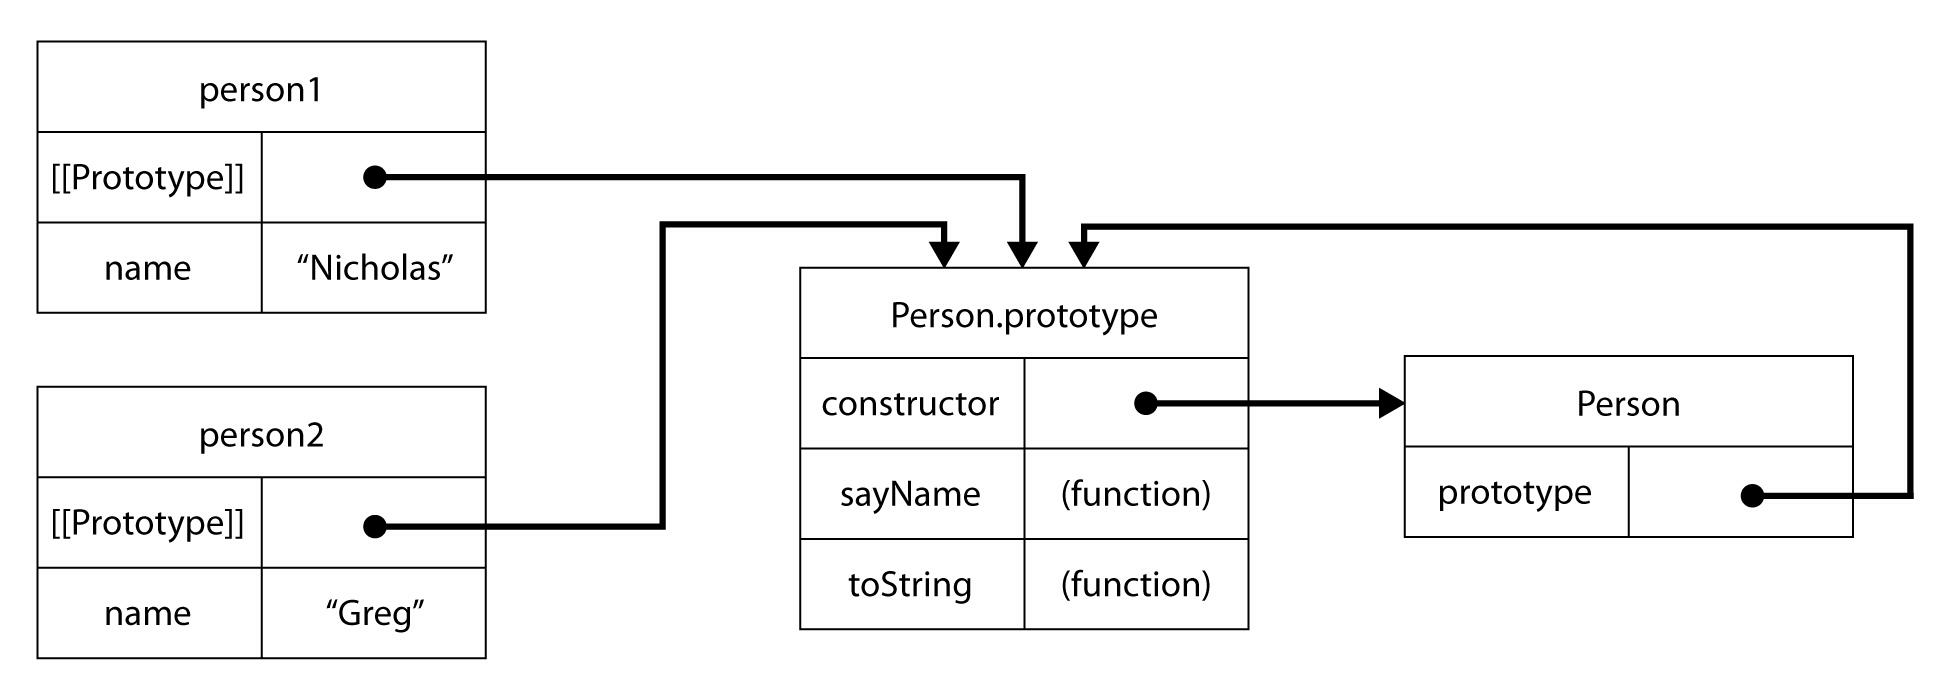 person1
[[Prototype]]
name “Nicholas”
person2
[[Prototype]]
name “Greg”
Person.prototype
constructor
sayName (function)
toString (function)
Person
prototype